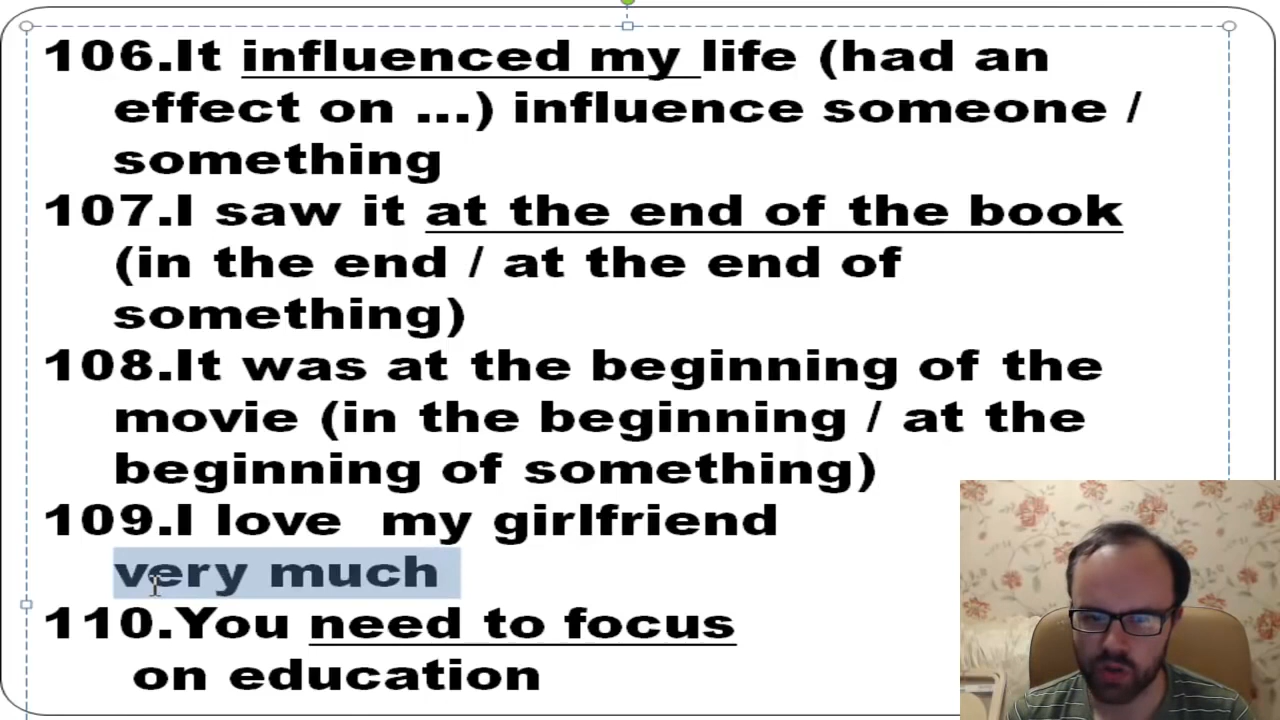 106.It influenced my life (had an
effect on ...) influence someone /
something
107.I saw it at the end of the book
(in the end / at the end of
something)
108.It was at the beginning of the
movie (in the beginning / at the
beginning of something)
109.I love my girlfriend
very much
110.You need to focus
on education